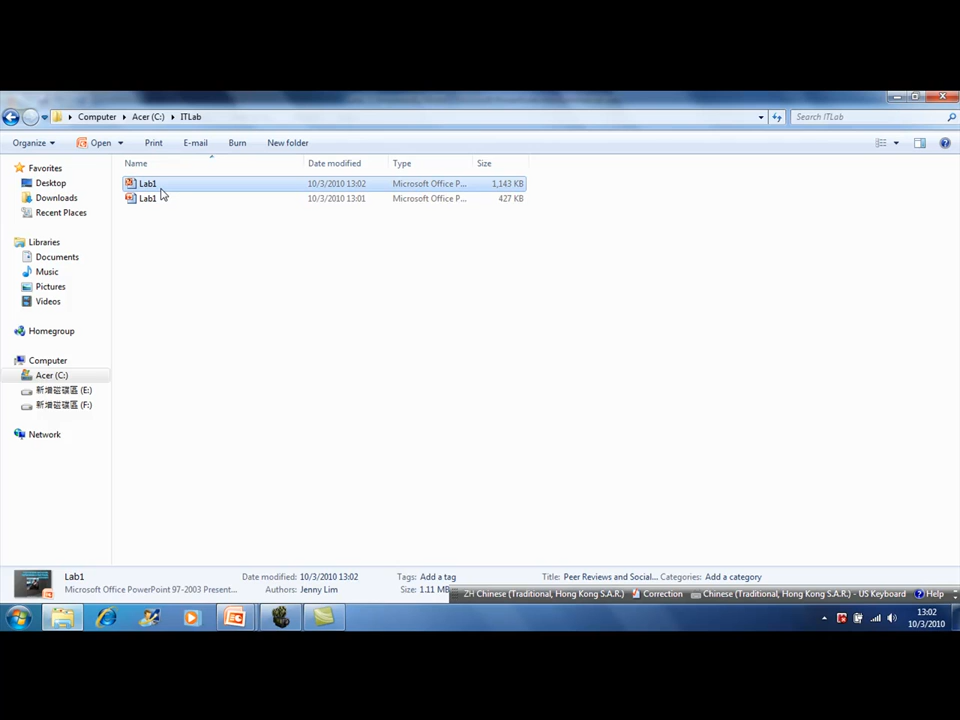 Computer Acer (C:) ITLab Search ITLab
Organize Open Print E-mail Burn New folder
Name Date modified Type Size
Lab1 10/3/2010 13:02 Microsoft Office P... 1,143 KB
Lab1 10/3/2010 13:01 Microsoft Office P... 427 KB
Favorites
Desktop
Downloads
Recent Places
Libraries
Documents
Music
Pictures
Videos
Homegroup
Computer
Acer (C:)
新增磁碟區 (E:)
新增磁碟區 (F:)
Network
Lab1 Date modified: 10/3/2010 13:02 Tags: Add a tag Title: Peer Reviews and Social... Categories: Add a category
Microsoft Office PowerPoint 97-2003 Present... Authors: Jenny Lim Size: 1.11 MB
ZH Chinese (Traditional, Hong Kong S.A.R.) Correction Chinese (Traditional, Hong Kong S.A.R.) - US Keyboard Help
13:02
10/3/2010